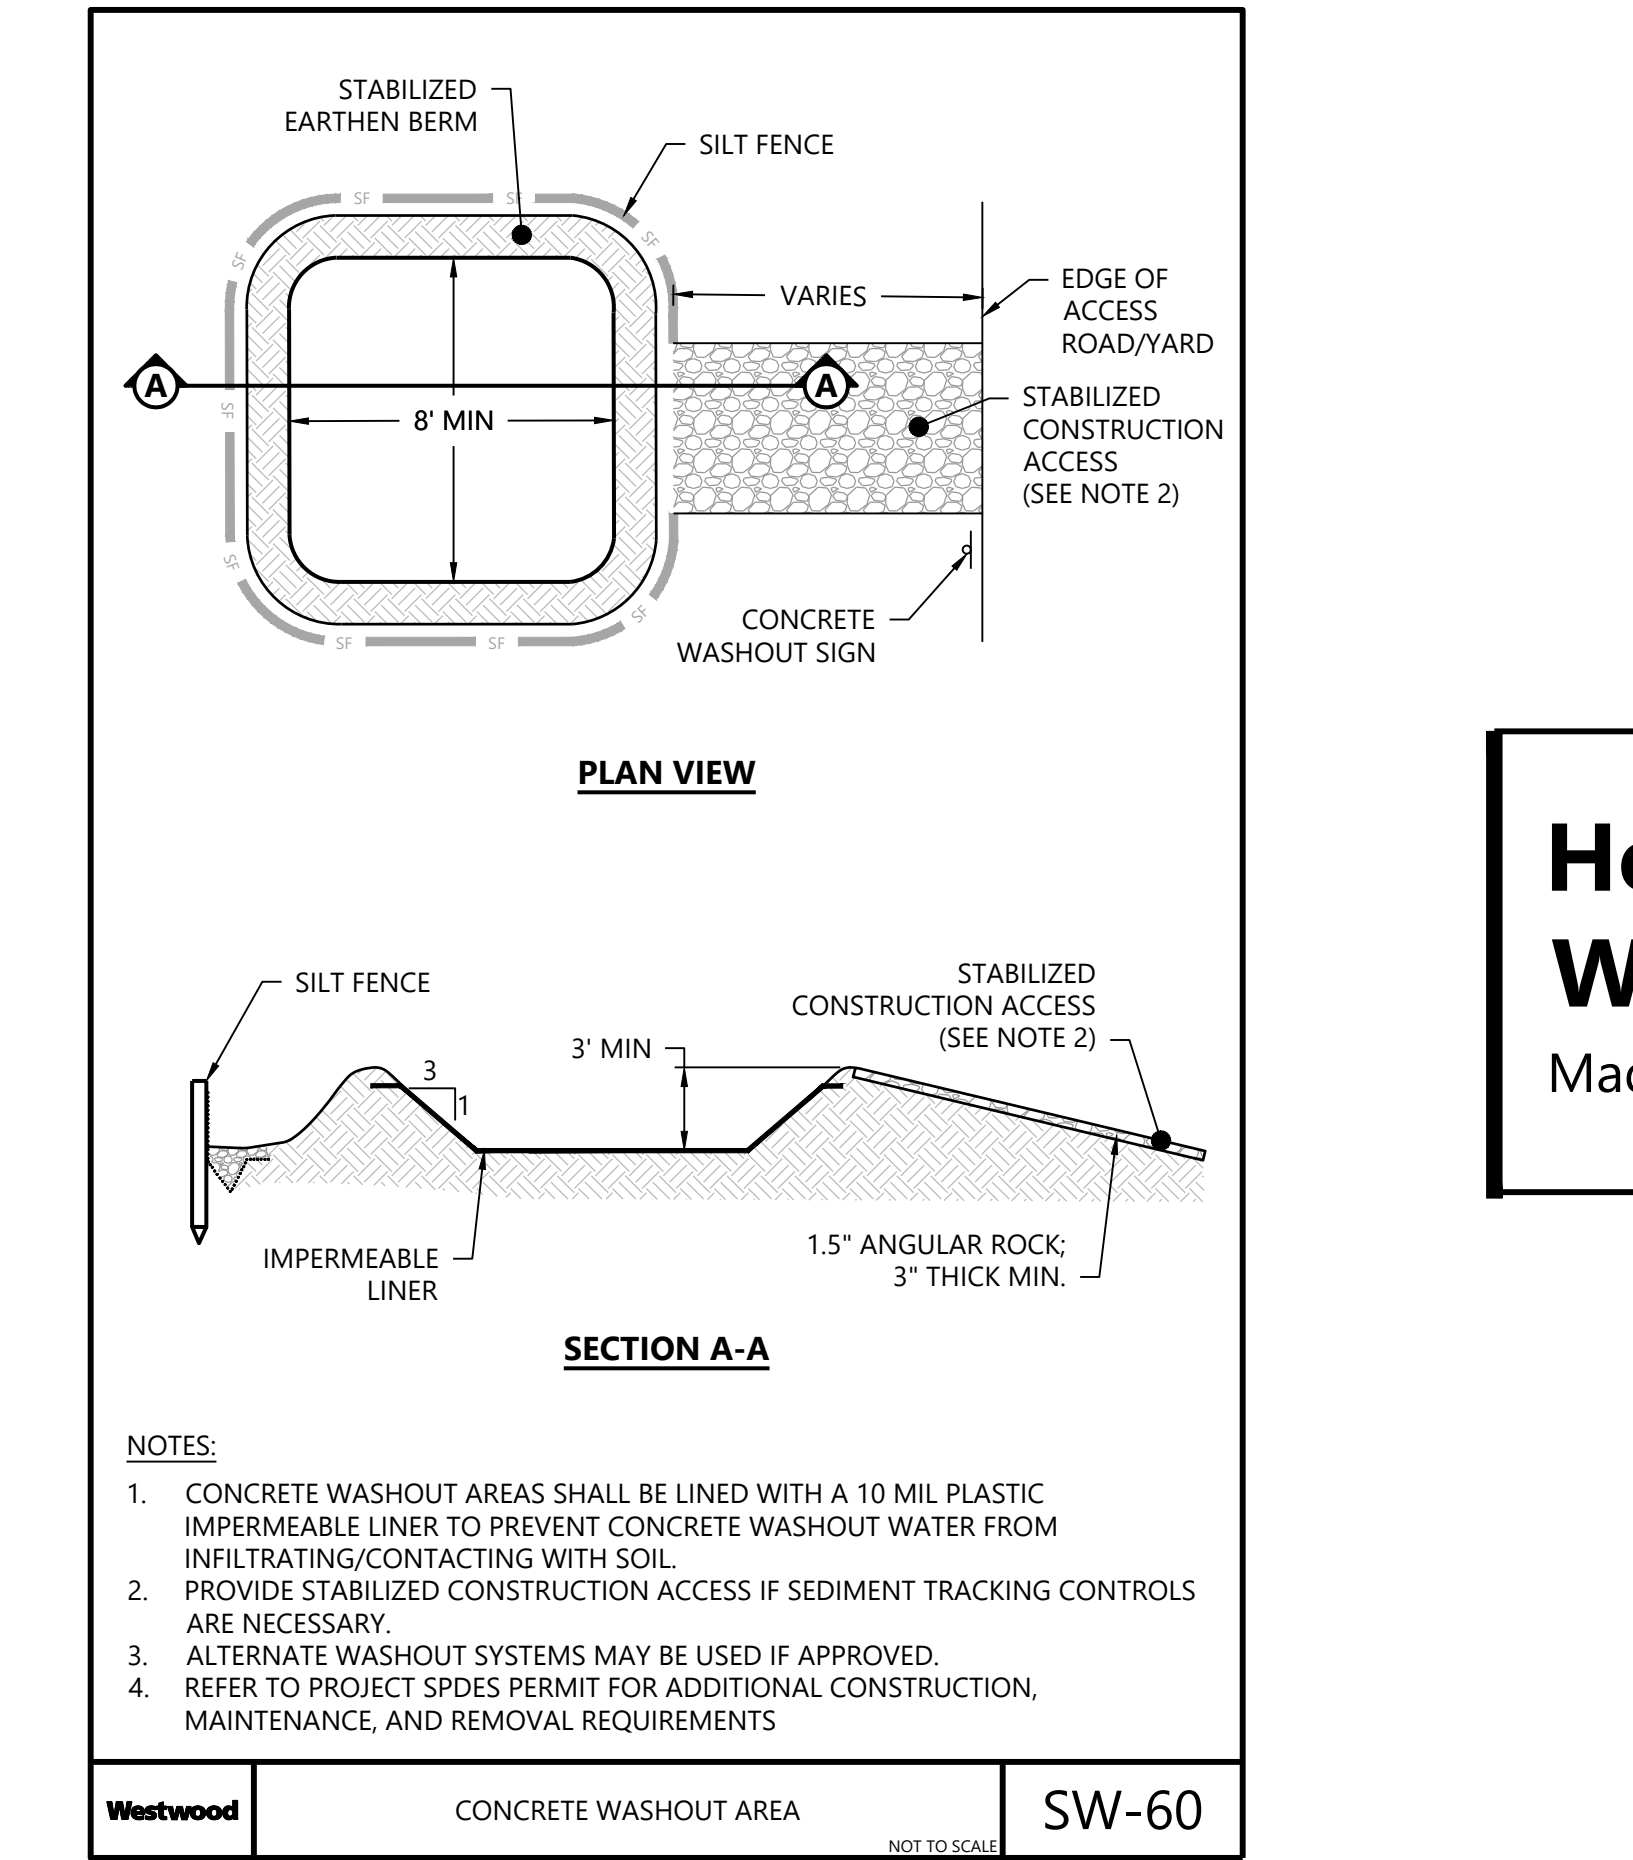 STABILIZED
EARTHEN BERM
SILT FENCE
SF
SF
SF
SF
VARIES
EDGE OF
ACCESS
ROAD/YARD
A
A
STABILIZED
CONSTRUCTION
ACCESS
(SEE NOTE 2)
SF
8' MIN
SF
SF
SF
SF
CONCRETE
WASHOUT SIGN
PLAN VIEW
SILT FENCE
STABILIZED
CONSTRUCTION ACCESS
(SEE NOTE 2)
3' MIN
3
1
IMPERMEABLE
LINER
1.5" ANGULAR ROCK;
3" THICK MIN.
SECTION A-A
NOTES:
1. CONCRETE WASHOUT AREAS SHALL BE LINED WITH A 10 MIL PLASTIC
IMPERMEABLE LINER TO PREVENT CONCRETE WASHOUT WATER FROM
INFILTRATING/CONTACTING WITH SOIL.
2. PROVIDE STABILIZED CONSTRUCTION ACCESS IF SEDIMENT TRACKING CONTROLS
ARE NECESSARY.
3. ALTERNATE WASHOUT SYSTEMS MAY BE USED IF APPROVED.
4. REFER TO PROJECT SPDES PERMIT FOR ADDITIONAL CONSTRUCTION,
MAINTENANCE, AND REMOVAL REQUIREMENTS
Westwood
CONCRETE WASHOUT AREA
NOT TO SCALE
SW-60